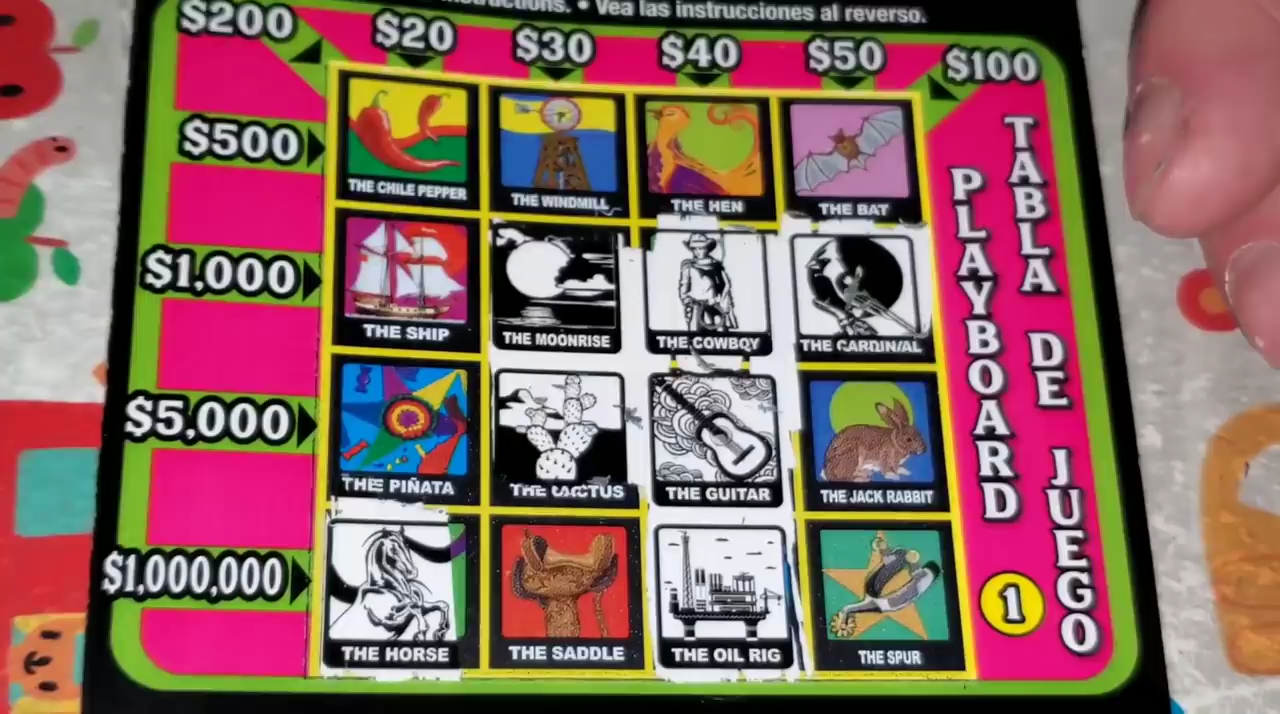 • Vea las instrucciones al reverso.
$200 $20 $30 $40 $50 $100
$500
$1,000
$5,000
$1,000,000
THE CHILE PEPPER
THE WINDMILL
THE HEN
THE BAT
THE SHIP
THE MOONRISE
THE COWBOY
THE CARDINAL
THE PIÑATA
THE CACTUS
THE GUITAR
THE JACK RABBIT
THE HORSE
THE SADDLE
THE OIL RIG
THE SPUR
PLAYBOARD
TABLA DE JUEGO
1